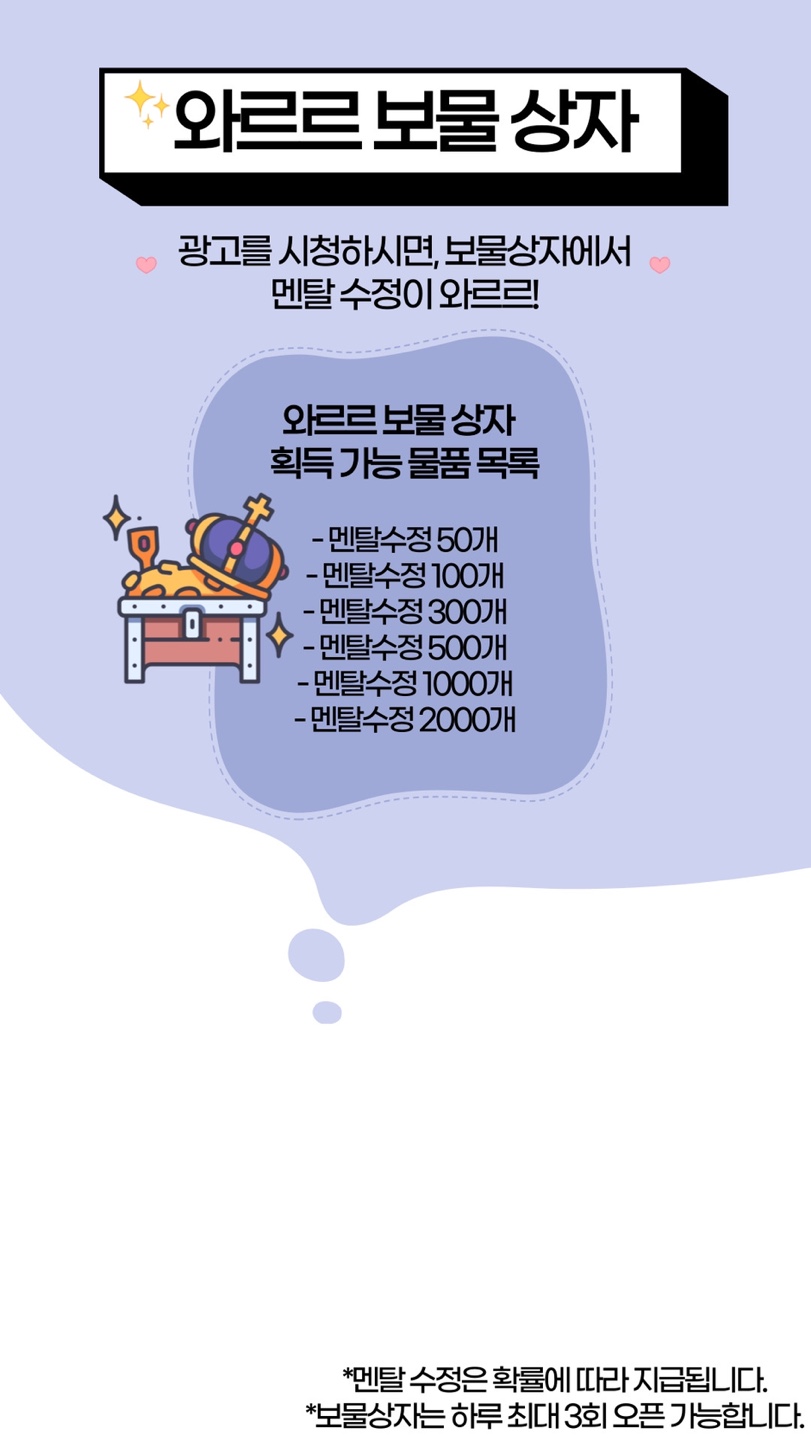 와르르 보물 상자
광고를 시청하시면, 보물상자에서
멘탈 수정이 와르르!
와르르 보물 상자
획득 가능 물품 목록
- 멘탈수정 50개
- 멘탈수정 100개
- 멘탈수정 300개
- 멘탈수정 500개
- 멘탈수정 1000개
- 멘탈수정 2000개
*멘탈 수정은 확률에 따라 지급됩니다.
*보물상자는 하루 최대 3회 오픈 가능합니다.